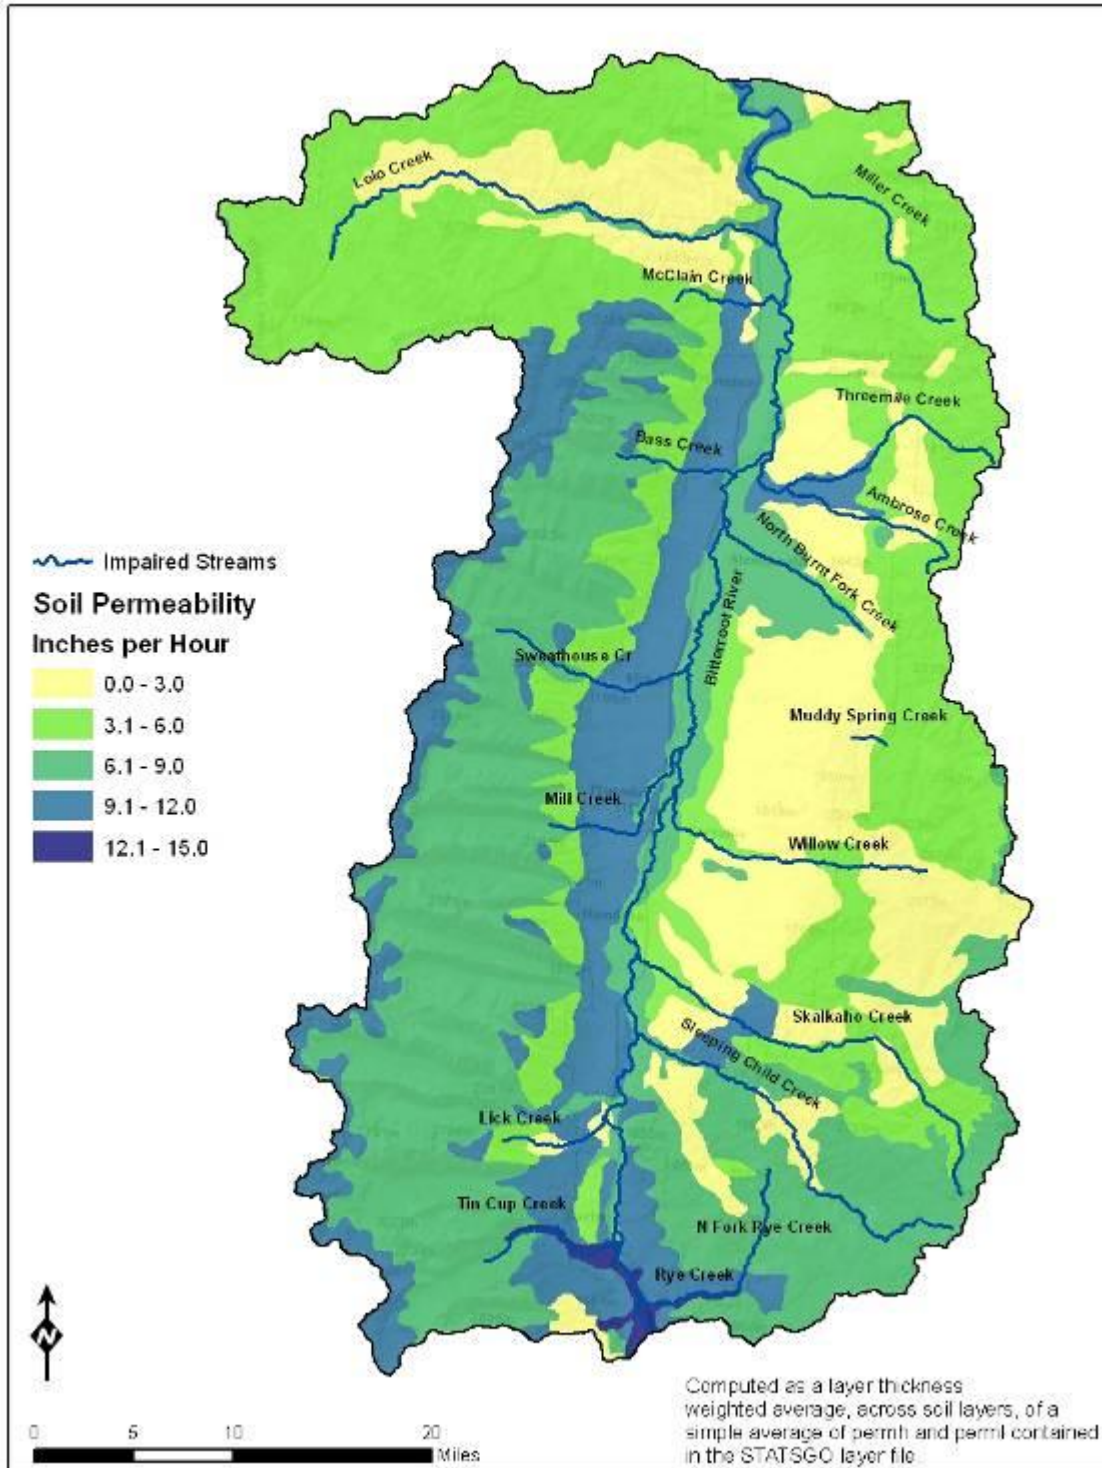 Lolo Creek
Miller Creek
McClain Creek
Threemile Creek
Bass Creek
Ambrose Creek
North Burnt Fork Creek
Bitterroot River
Sweathouse Cr
Muddy Spring Creek
Mill Creek
Willow Creek
Skalkaho Creek
Sleeping Child Creek
Lick Creek
Tin Cup Creek
N Fork Rye Creek
Rye Creek
Impaired Streams
Soil Permeability
Inches per Hour
0.0 - 3.0
3.1 - 6.0
6.1 - 9.0
9.1 - 12.0
12.1 - 15.0
N
0 5 10 20
Miles
Computed as a layer thickness
weighted average, across soil layers, of a
simple average of permh and perml contained
in the STATSGO layer file.